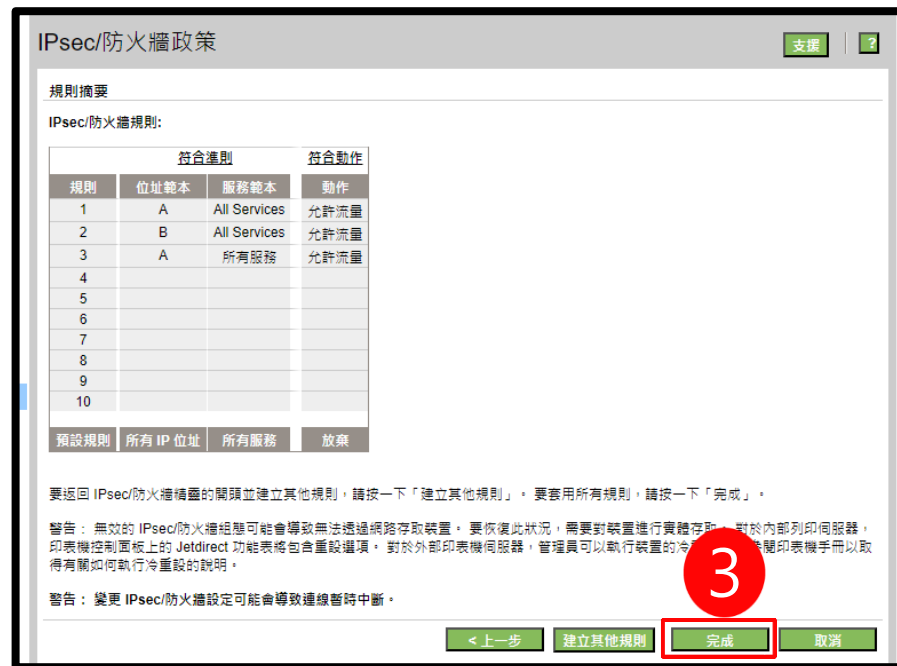 IPsec/防火牆政策
支援 ?
規則摘要
IPsec/防火牆規則:
符合準則 符合動作
規則 位址範本 服務範本 動作
1 A All Services 允許流量
2 B All Services 允許流量
3 A 所有服務 允許流量
4
5
6
7
8
9
10
預設規則 所有 IP 位址 所有服務 放棄
要返回 IPsec/防火牆精靈的開頭並建立其他規則，請按一下「建立其他規則」。 要套用所有規則，請按一下「完成」。
警告： 無效的 IPsec/防火牆組態可能會導致無法透過網路存取裝置。 要恢復此狀況，需要對裝置進行實體存取。 對於內部列印伺服器，
印表機控制面板上的 Jetdirect 功能表將包含重設選項。 對於外部印表機伺服器，管理員可以執行裝置的冷 閱印表機手冊以取
得有關如何執行冷重設的說明。
3
警告： 變更 IPsec/防火牆設定可能會導致連線暫時中斷。
< 上一步 建立其他規則 完成 取消